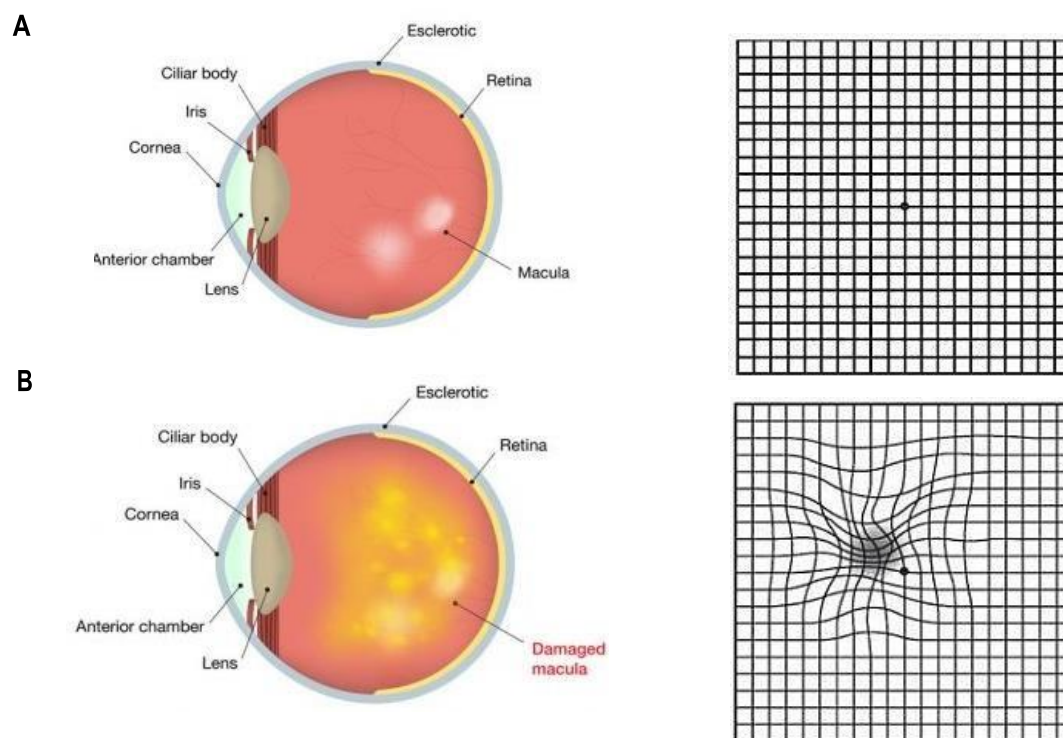 A
Esclerotic
Ciliar body
Retina
Iris
Cornea
Anterior chamber
Macula
Lens
B
Esclerotic
Ciliar body
Retina
Iris
Cornea
Anterior chamber
Damaged
macula
Lens